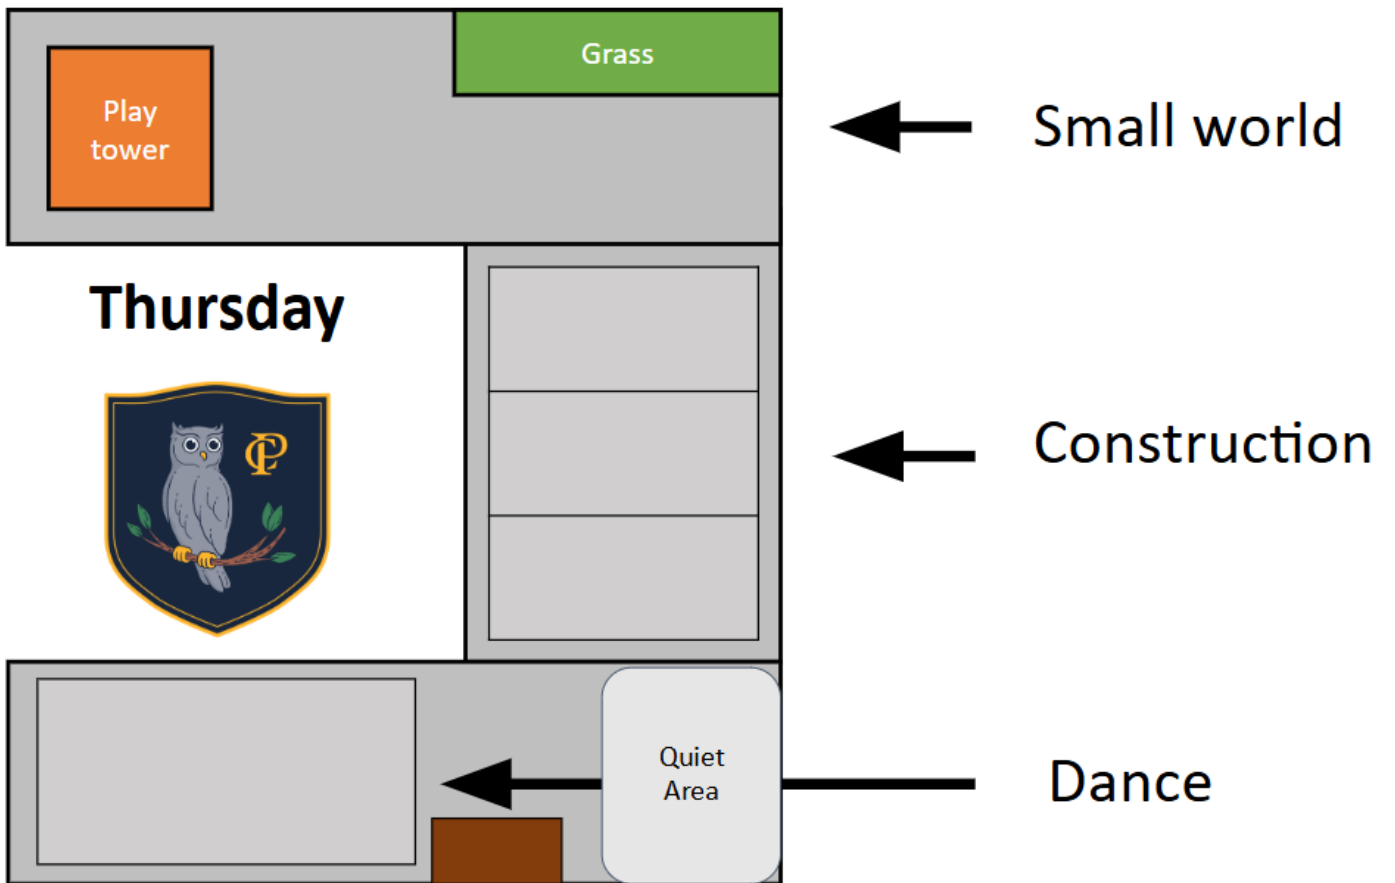 Grass
Play
tower
Small world
Thursday
CP
Construction
Quiet
Area
Dance